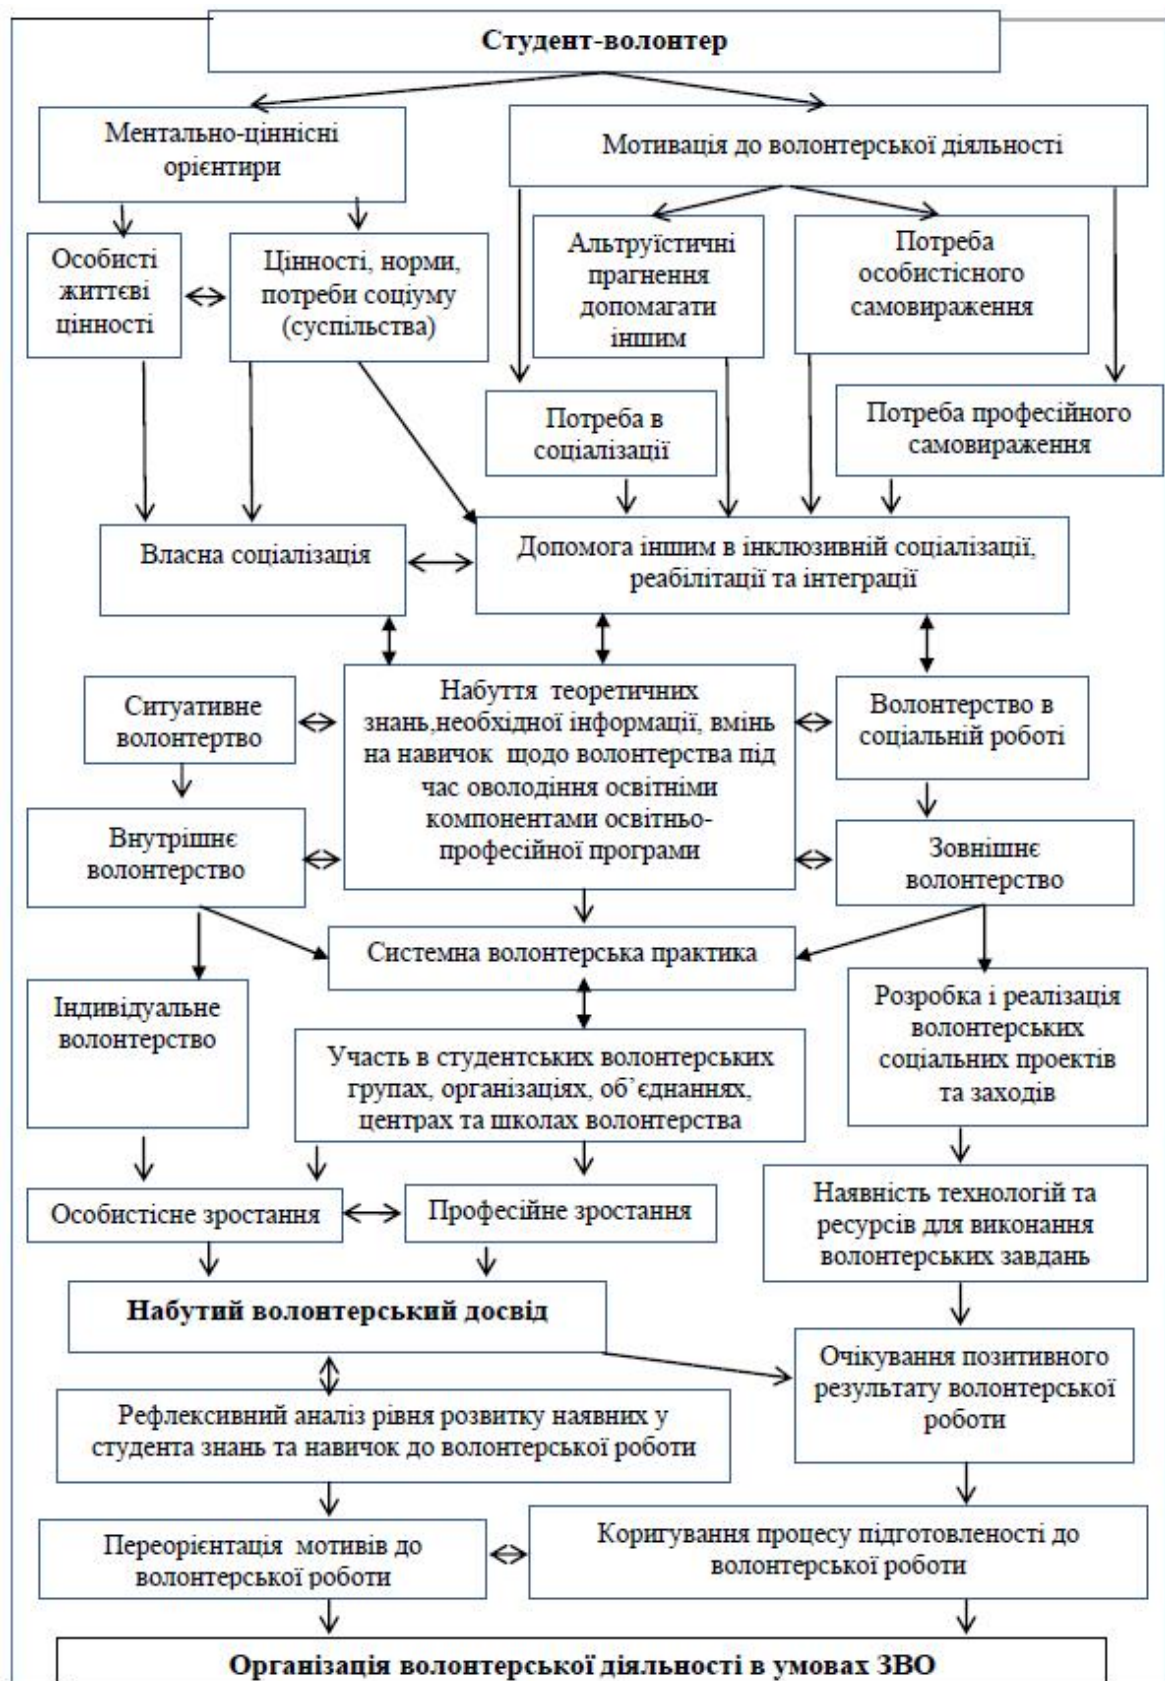 Студент-волонтер
Ментально-ціннісні
орієнтири
Мотивація до волонтерської діяльності
Особисті
життєві
цінності
Цінності, норми,
потреби соціуму
(суспільства)
Альтруїстичні
прагнення
допомагати
іншим
Потреба
особистісного
самовираження
Потреба в
соціалізації
Потреба професійного
самовираження
Власна соціалізація
Допомога іншим в інклюзивній соціалізації,
реабілітації та інтеграції
Ситуативне
волонтертво
Набуття теоретичних
знань,необхідної інформації, вмінь
на навичок щодо волонтерства під
час оволодіння освітніми
компонентами освітньо-
професійної програми
Волонтерство в
соціальній роботі
Внутрішнє
волонтерство
Зовнішнє
волонтерство
Системна волонтерська практика
Індивідуальне
волонтерство
Участь в студентських волонтерських
групах, організаціях, об’єднаннях,
центрах та школах волонтерства
Розробка і реалізація
волонтерських
соціальних проектів
та заходів
Особистісне зростання
Професійне зростання
Наявність технологій та
ресурсів для виконання
волонтерських завдань
Набутий волонтерський досвід
Очікування позитивного
результату волонтерської
роботи
Рефлексивний аналіз рівня розвитку наявних у
студента знань та навичок до волонтерської роботи
Переорієнтація мотивів до
волонтерської роботи
Коригування процесу підготовленості до
волонтерської роботи
Організація волонтерської діяльності в умовах ЗВО